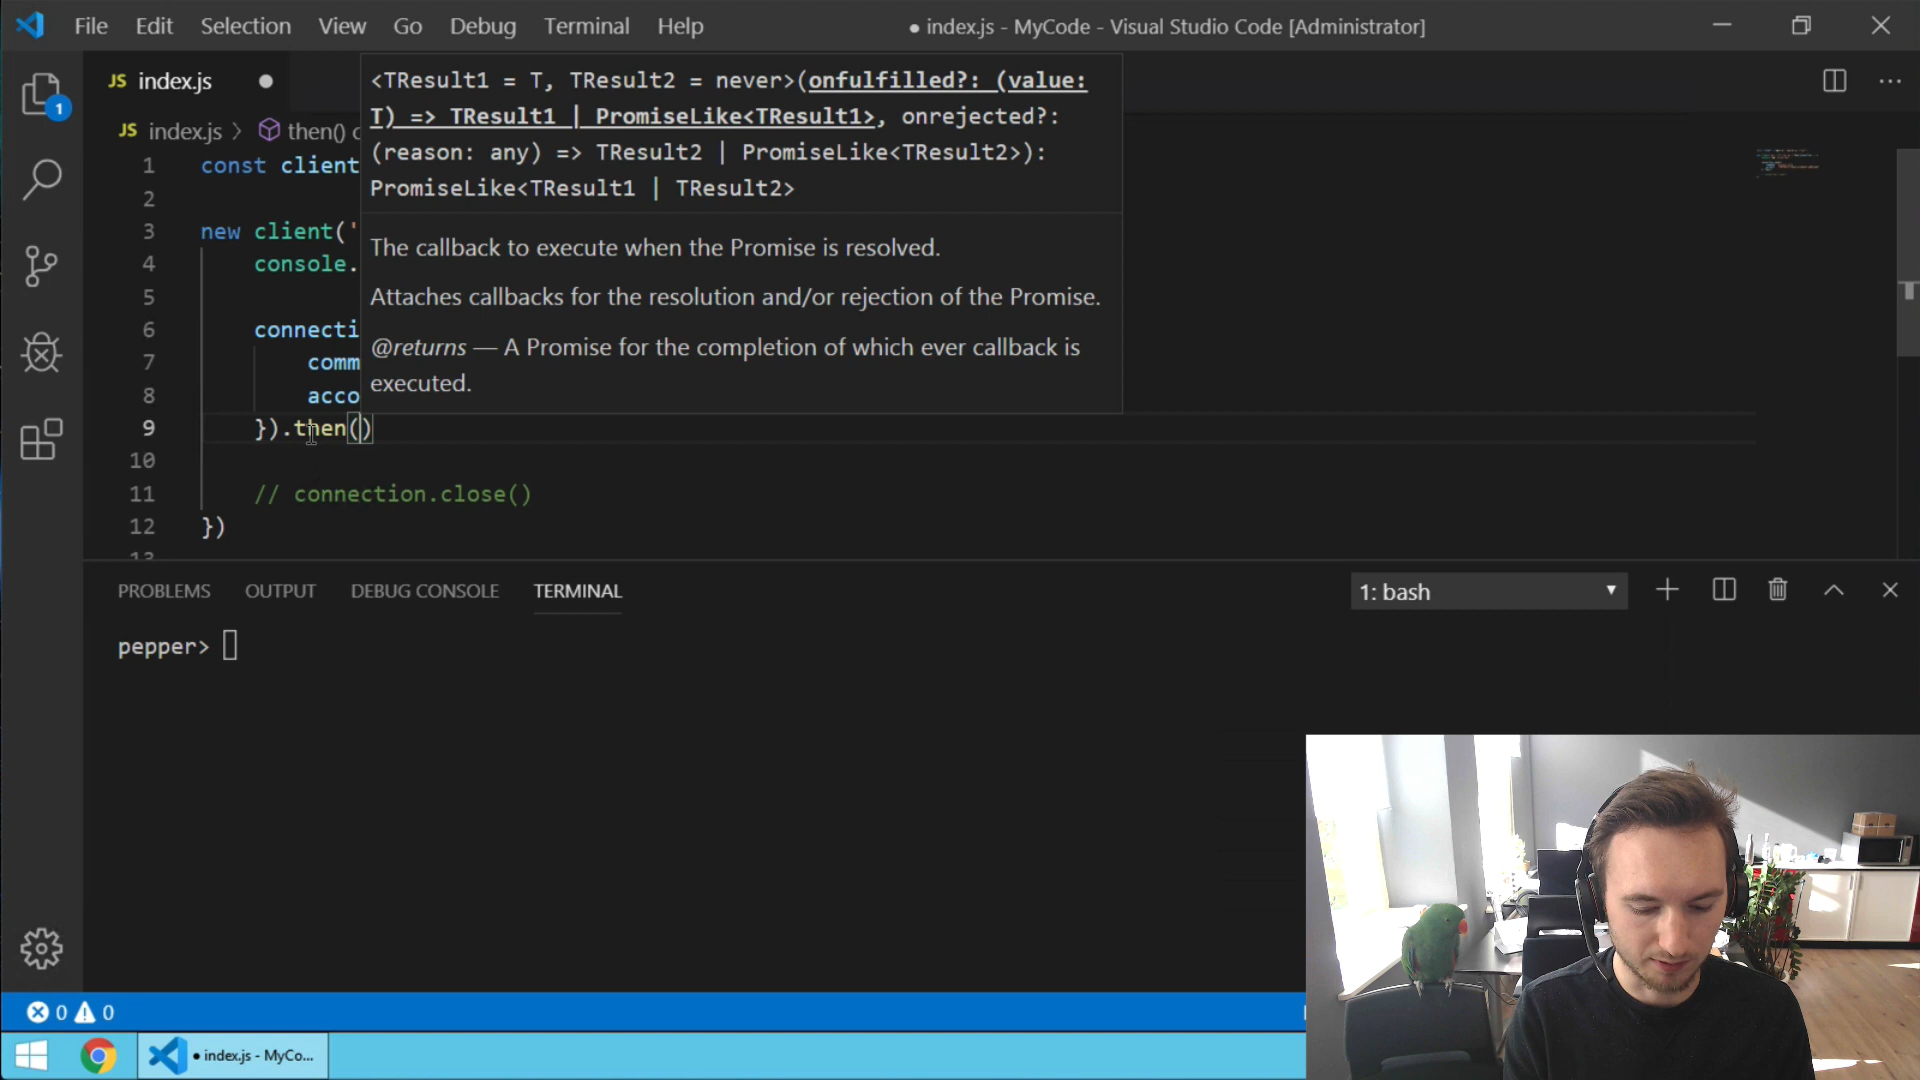 File Edit Selection View Go Debug Terminal Help
● index.js - MyCode - Visual Studio Code [Administrator]
JS index.js ●
1
JS index.js > then() c
<TResult1 = T, TResult2 = never>(onfulfilled?: (value:
T) => TResult1 | PromiseLike<TResult1>, onrejected?:
(reason: any) => TResult2 | PromiseLike<TResult2>):
PromiseLike<TResult1 | TResult2>
The callback to execute when the Promise is resolved.
Attaches callbacks for the resolution and/or rejection of the Promise.
@returns — A Promise for the completion of which ever callback is
executed.
1 const client
2
3 new client('
4 console.
5
6 connecti
7 comm
8 acco
9 }).then()
10
11 // connection.close()
12 })
13
PROBLEMS OUTPUT DEBUG CONSOLE TERMINAL
1: bash
pepper>
0 0
● index.js - MyCo...